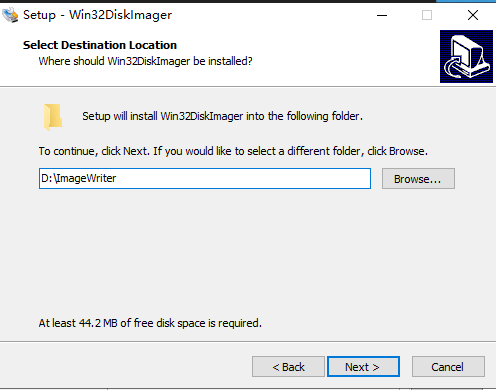 Setup - Win32DiskImager
Select Destination Location
Where should Win32DiskImager be installed?
Setup will install Win32DiskImager into the following folder.
To continue, click Next. If you would like to select a different folder, click Browse.
D:\ImageWriter
Browse...
At least 44.2 MB of free disk space is required.
< Back
Next >
Cancel